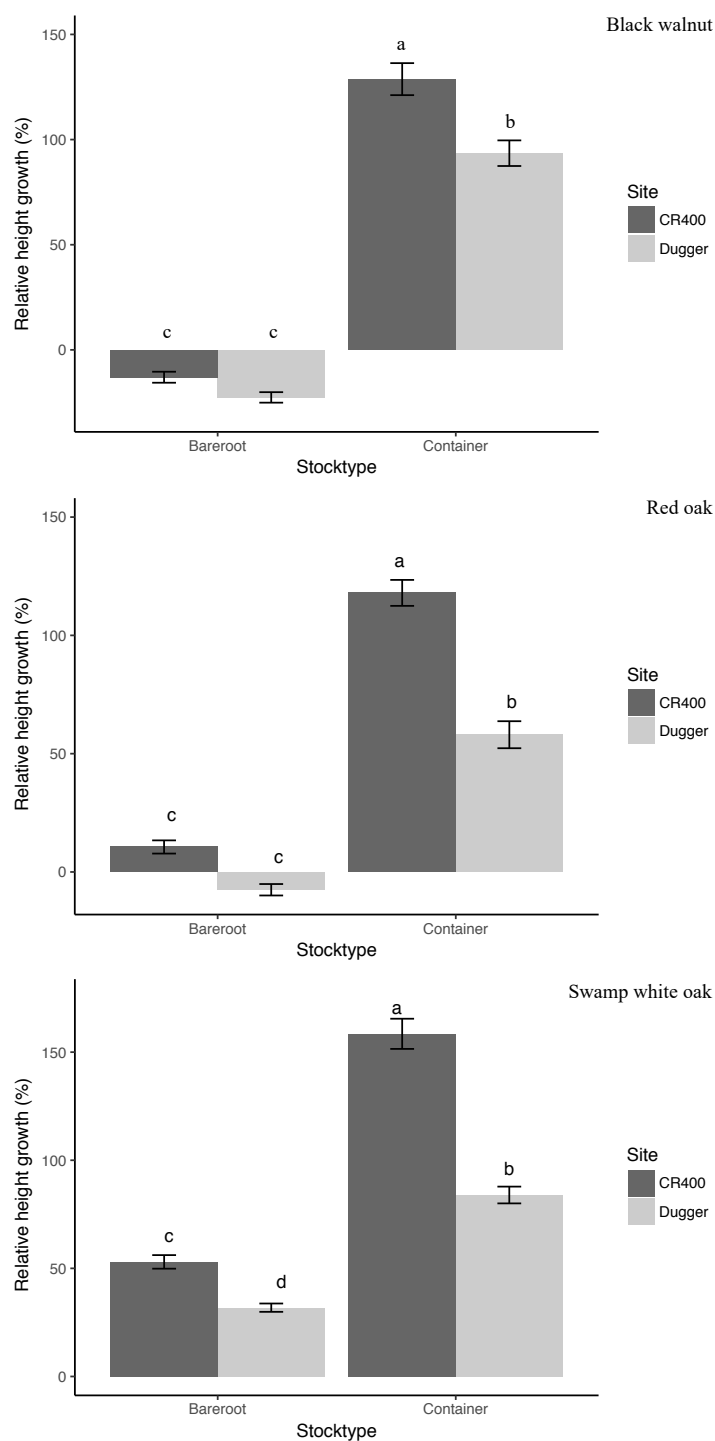 Black walnut
Relative height growth (%)
150
100
50
0
a
b
c
c
Site
CR400
Dugger
Bareroot
Container
Stocktype
Red oak
Relative height growth (%)
150
100
50
0
a
b
c
c
Site
CR400
Dugger
Bareroot
Container
Stocktype
Swamp white oak
Relative height growth (%)
150
100
50
0
a
b
c
d
Site
CR400
Dugger
Bareroot
Container
Stocktype